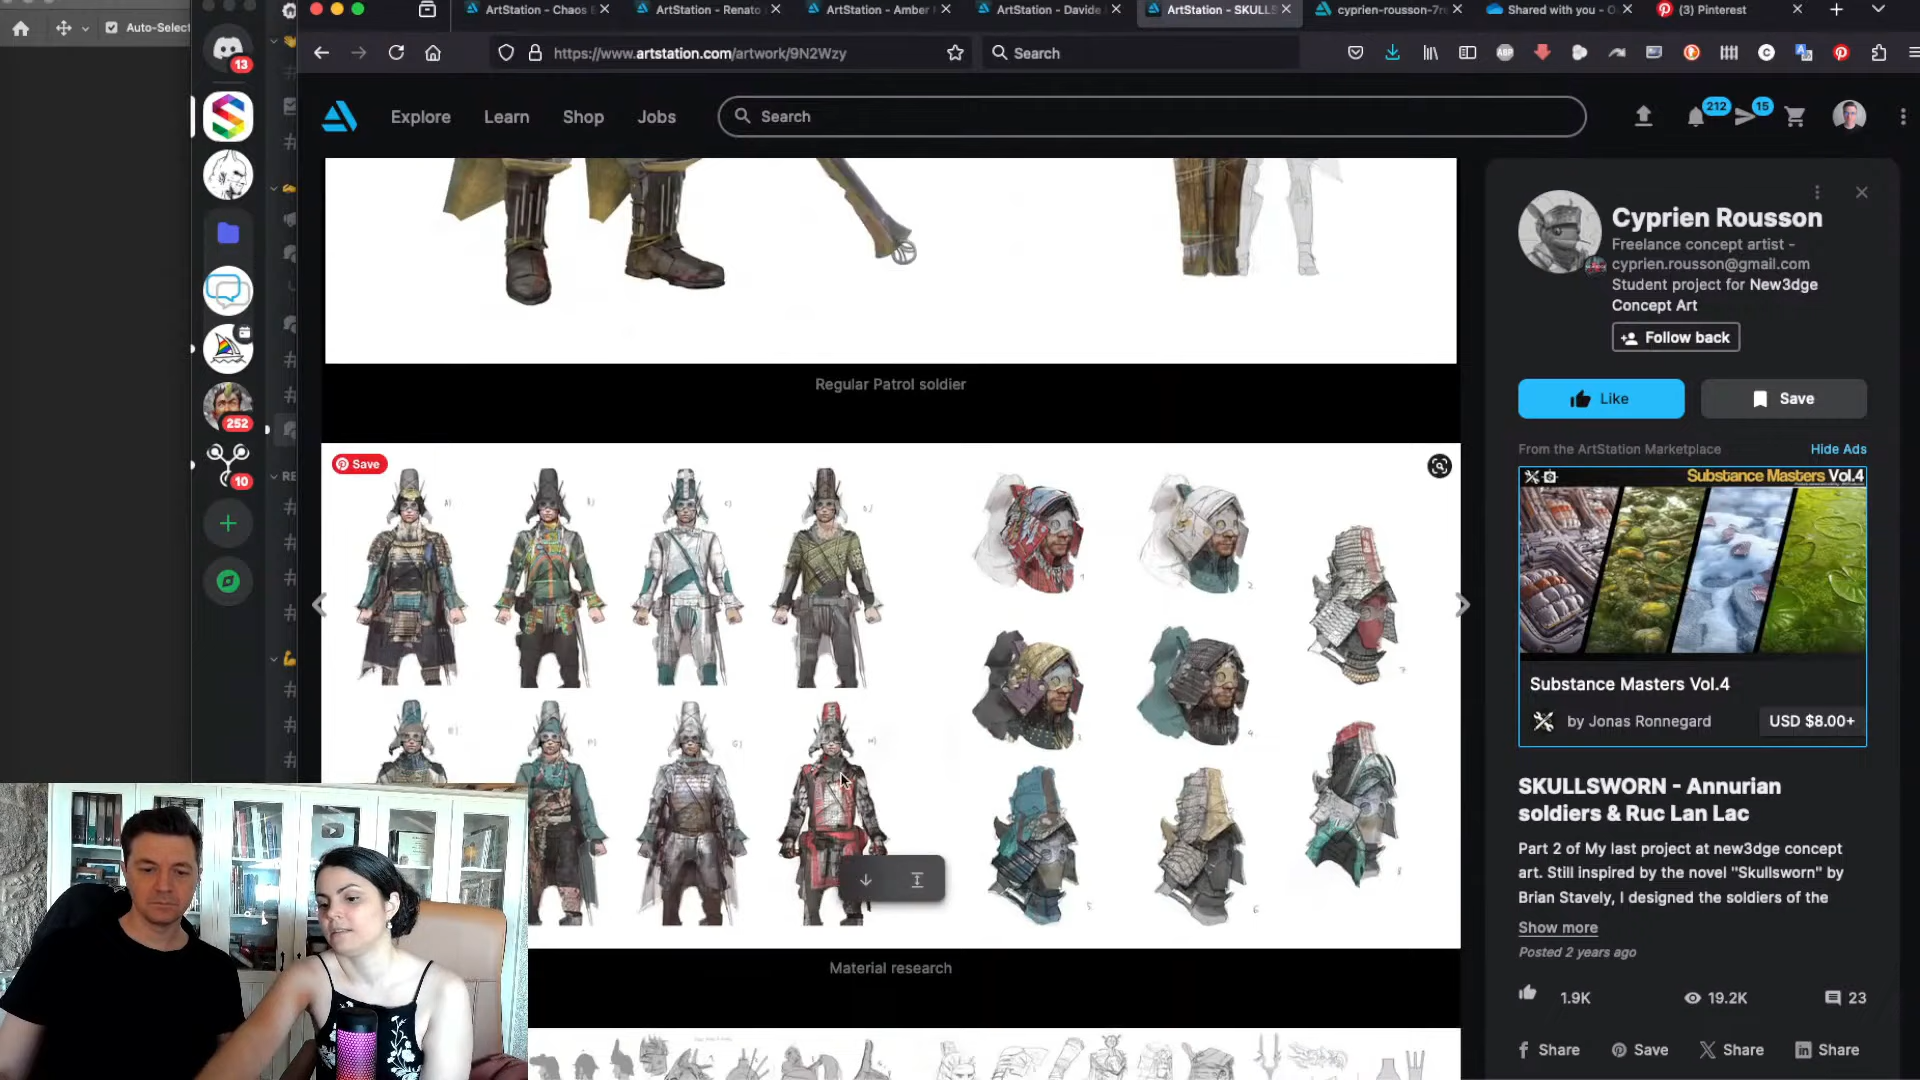 Auto-Select
ArtStation - Chaos
ArtStation - Renato
ArtStation - Amber
ArtStation - Davide
ArtStation - SKULLS
cyprien-rousson-7r
Shared with you - O
(3) Pinterest
https://www.artstation.com/artwork/9N2Wzy
Search
ABP
C
13
252
10
Explore
Learn
Shop
Jobs
Search
212
15
Regular Patrol soldier
Save
Material research
Cyprien Rousson
Freelance concept artist -
cyprien.rousson@gmail.com
Student project for New3dge
Concept Art
Follow back
Like
Save
From the ArtStation Marketplace
Hide Ads
Substance Masters Vol.4
Substance Masters Vol.4
by Jonas Ronnegard
USD $8.00+
SKULLSWORN - Annurian
soldiers & Ruc Lan Lac
Part 2 of My last project at new3dge concept
art. Still inspired by the novel "Skullsworn" by
Brian Stavely, I designed the soldiers of the
Show more
Posted 2 years ago
1.9K
19.2K
23
Share
Save
Share
Share